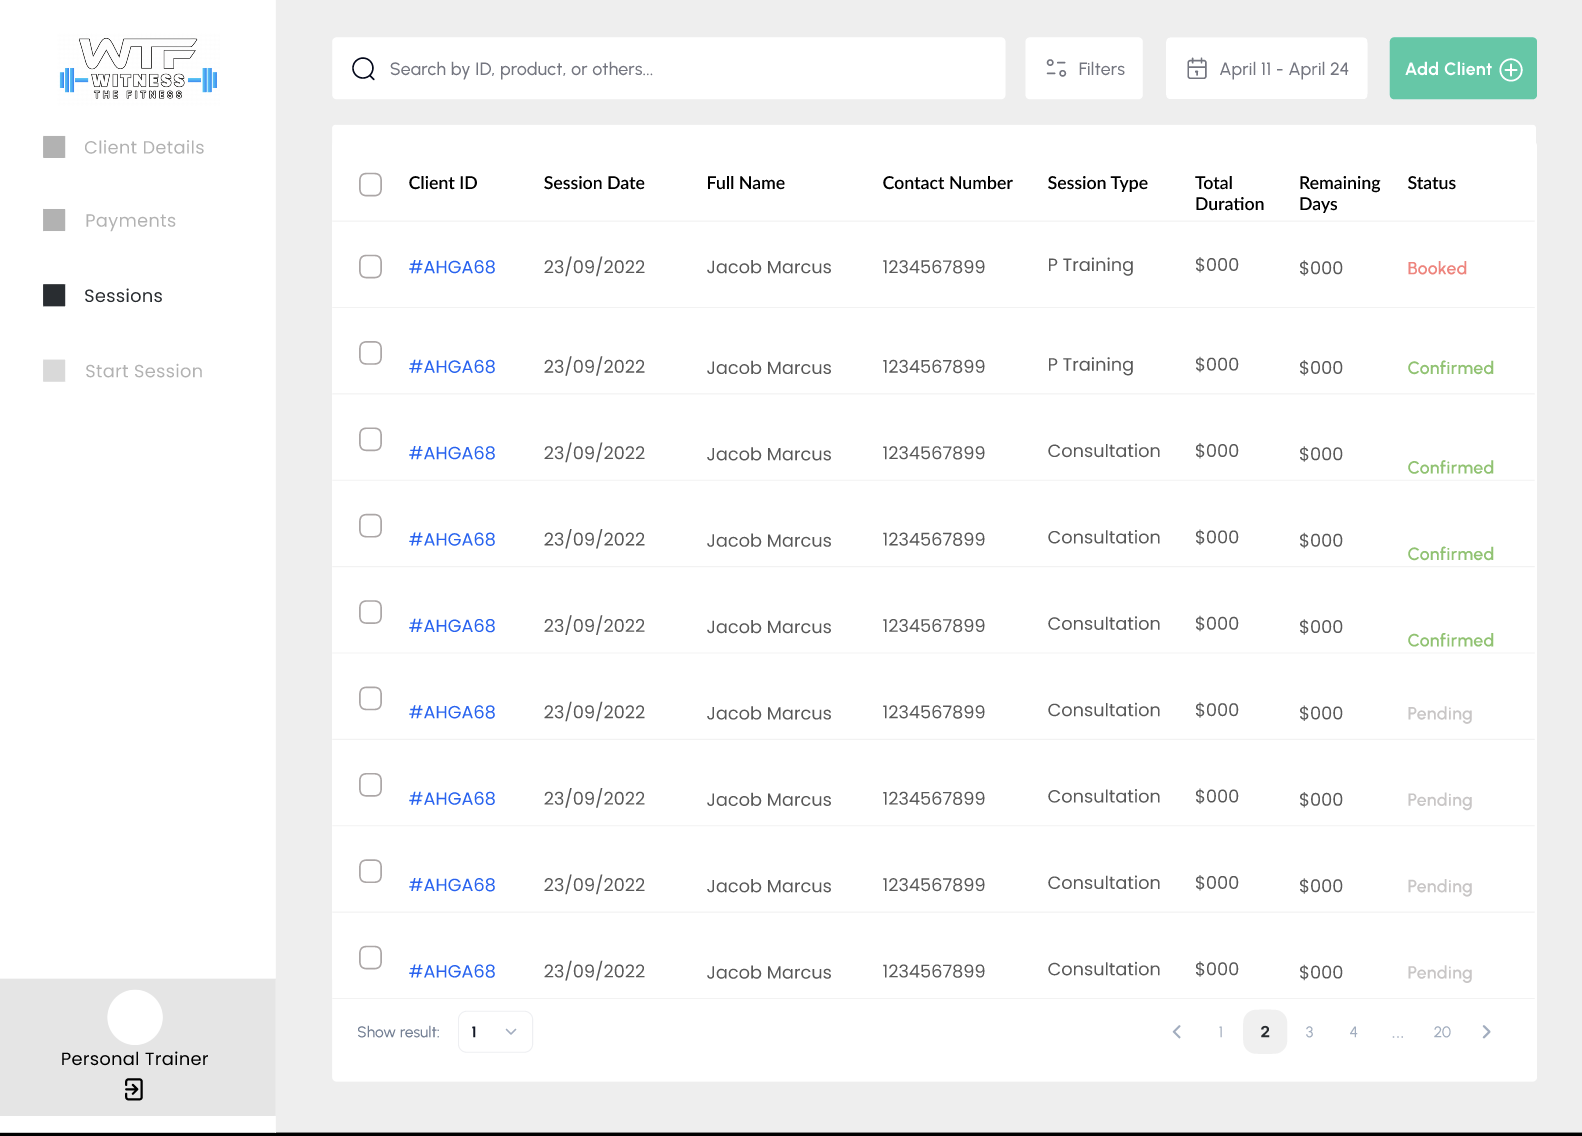 WTF
WITNESS
THE FITNESS
Client Details
Payments
Sessions
Start Session
Personal Trainer
Search by ID, product, or others...
Filters
April 11 - April 24
Add Client
Client ID Session Date Full Name Contact Number Session Type Total Duration Remaining Days Status
#AHGA68 23/09/2022 Jacob Marcus 1234567899 P Training $000 $000 Booked
#AHGA68 23/09/2022 Jacob Marcus 1234567899 P Training $000 $000 Confirmed
#AHGA68 23/09/2022 Jacob Marcus 1234567899 Consultation $000 $000 Confirmed
#AHGA68 23/09/2022 Jacob Marcus 1234567899 Consultation $000 $000 Confirmed
#AHGA68 23/09/2022 Jacob Marcus 1234567899 Consultation $000 $000 Confirmed
#AHGA68 23/09/2022 Jacob Marcus 1234567899 Consultation $000 $000 Pending
#AHGA68 23/09/2022 Jacob Marcus 1234567899 Consultation $000 $000 Pending
#AHGA68 23/09/2022 Jacob Marcus 1234567899 Consultation $000 $000 Pending
#AHGA68 23/09/2022 Jacob Marcus 1234567899 Consultation $000 $000 Pending
Show result: 1
1 2 3 4 ... 20